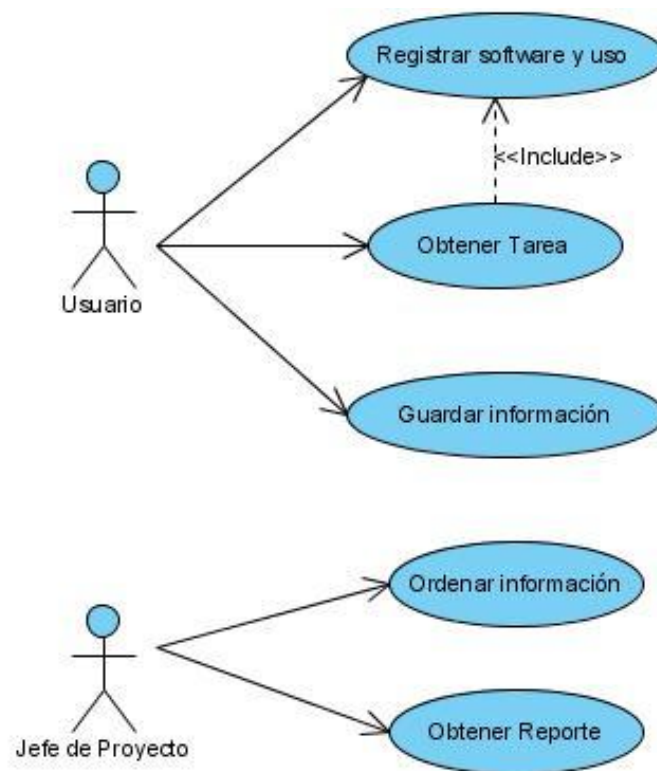 Registrar software y uso
<<Include>>
Obtener Tarea
Usuario
Guardar información
Ordenar información
Obtener Reporte
Jefe de Proyecto